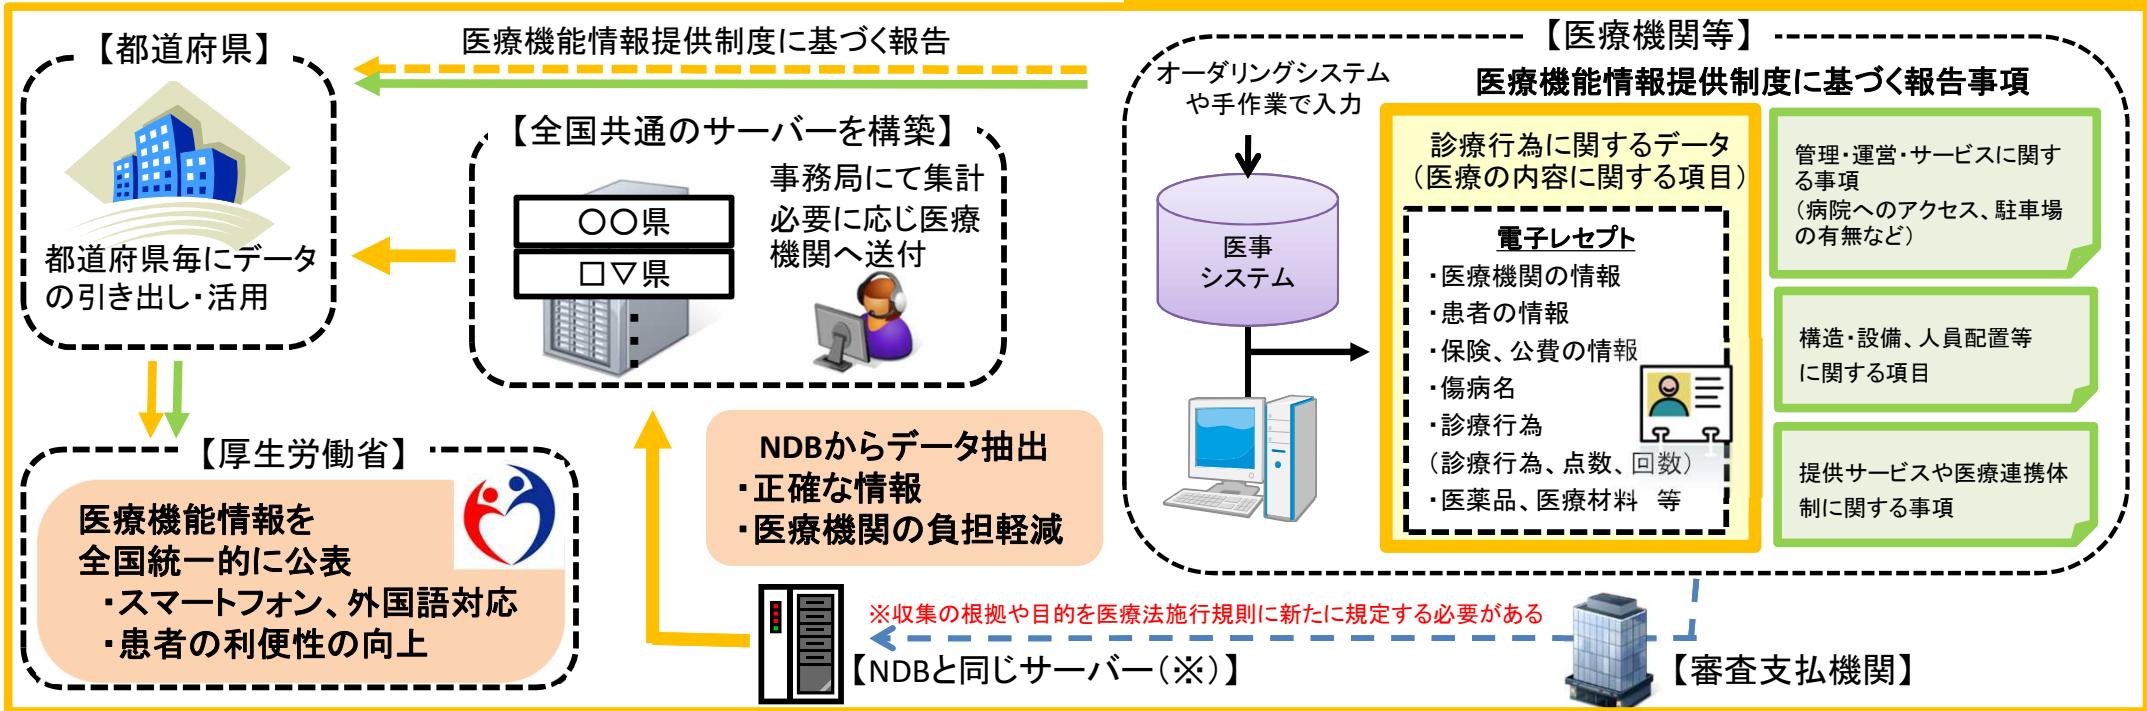 【都道府県】
都道府県毎にデータ
の引き出し・活用
医療機能情報提供制度に基づく報告
【全国共通のサーバーを構築】
○○県
□▽県
事務局にて集計
必要に応じ医療
機関へ送付
【厚生労働省】
医療機能情報を
全国統一的に公表
・スマートフォン、外国語対応
・患者の利便性の向上
NDBからデータ抽出
・正確な情報
・医療機関の負担軽減
【医療機関等】
医療機能情報提供制度に基づく報告事項
オーダリングシステム
や手作業で入力
医事
システム
診療行為に関するデータ
（医療の内容に関する項目）
電子レセプト
・医療機関の情報
・患者の情報
・保険、公費の情報
・傷病名
・診療行為
（診療行為、点数、回数）
・医薬品、医療材料 等
管理・運営・サービスに関す
る事項
（病院へのアクセス、駐車場
の有無など）
構造・設備、人員配置等
に関する項目
提供サービスや医療連携体
制に関する事項
※収集の根拠や目的を医療法施行規則に新たに規定する必要がある
【NDBと同じサーバー（※）】
【審査支払機関】